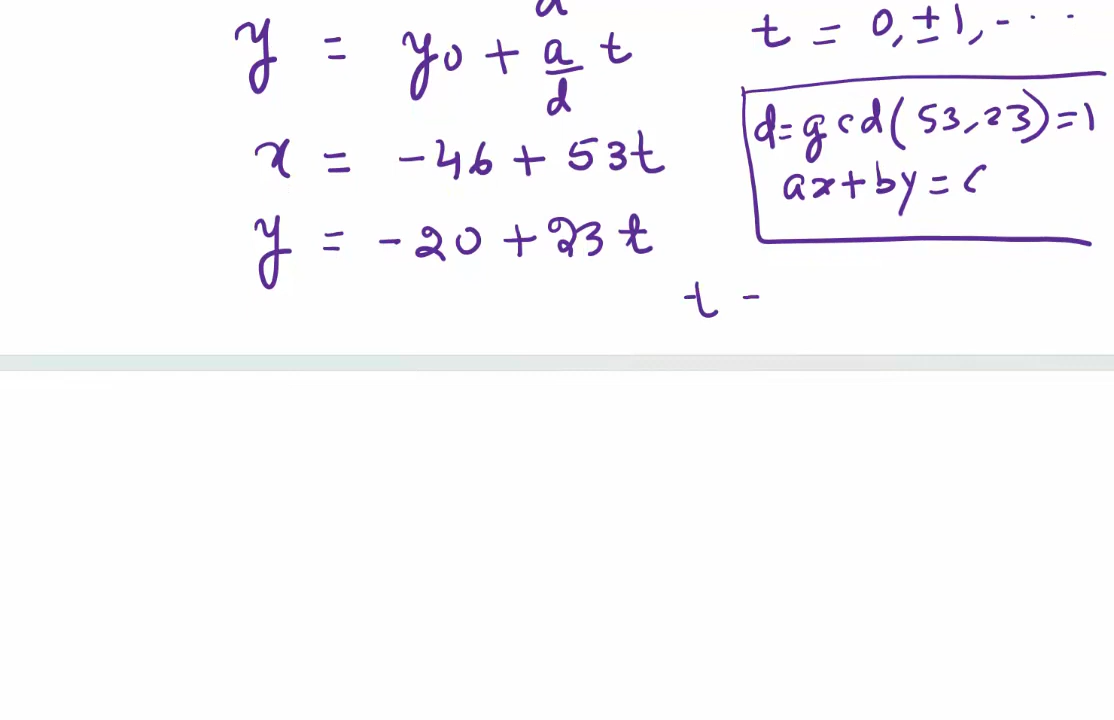 y = y0 + a/d t
t = 0, ±1, - - -
d = gcd(53,23) = 1
ax + by = c
x = -46 + 53t
y = -20 + 23t
t -